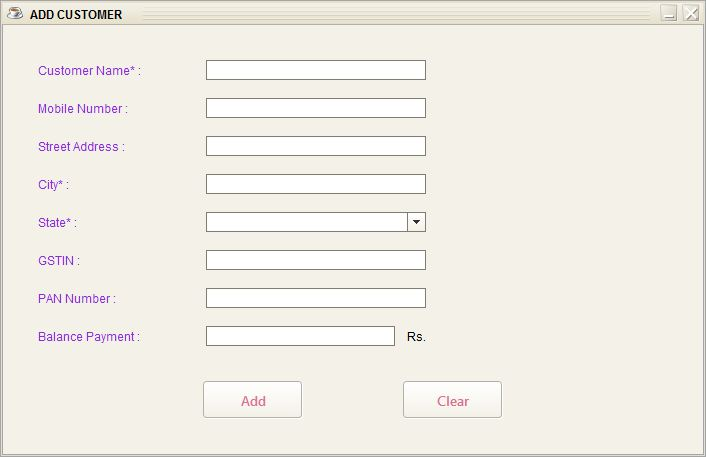 ADD CUSTOMER
Customer Name* :
Mobile Number :
Street Address :
City* :
State* :
GSTIN :
PAN Number :
Balance Payment : Rs.
Add Clear